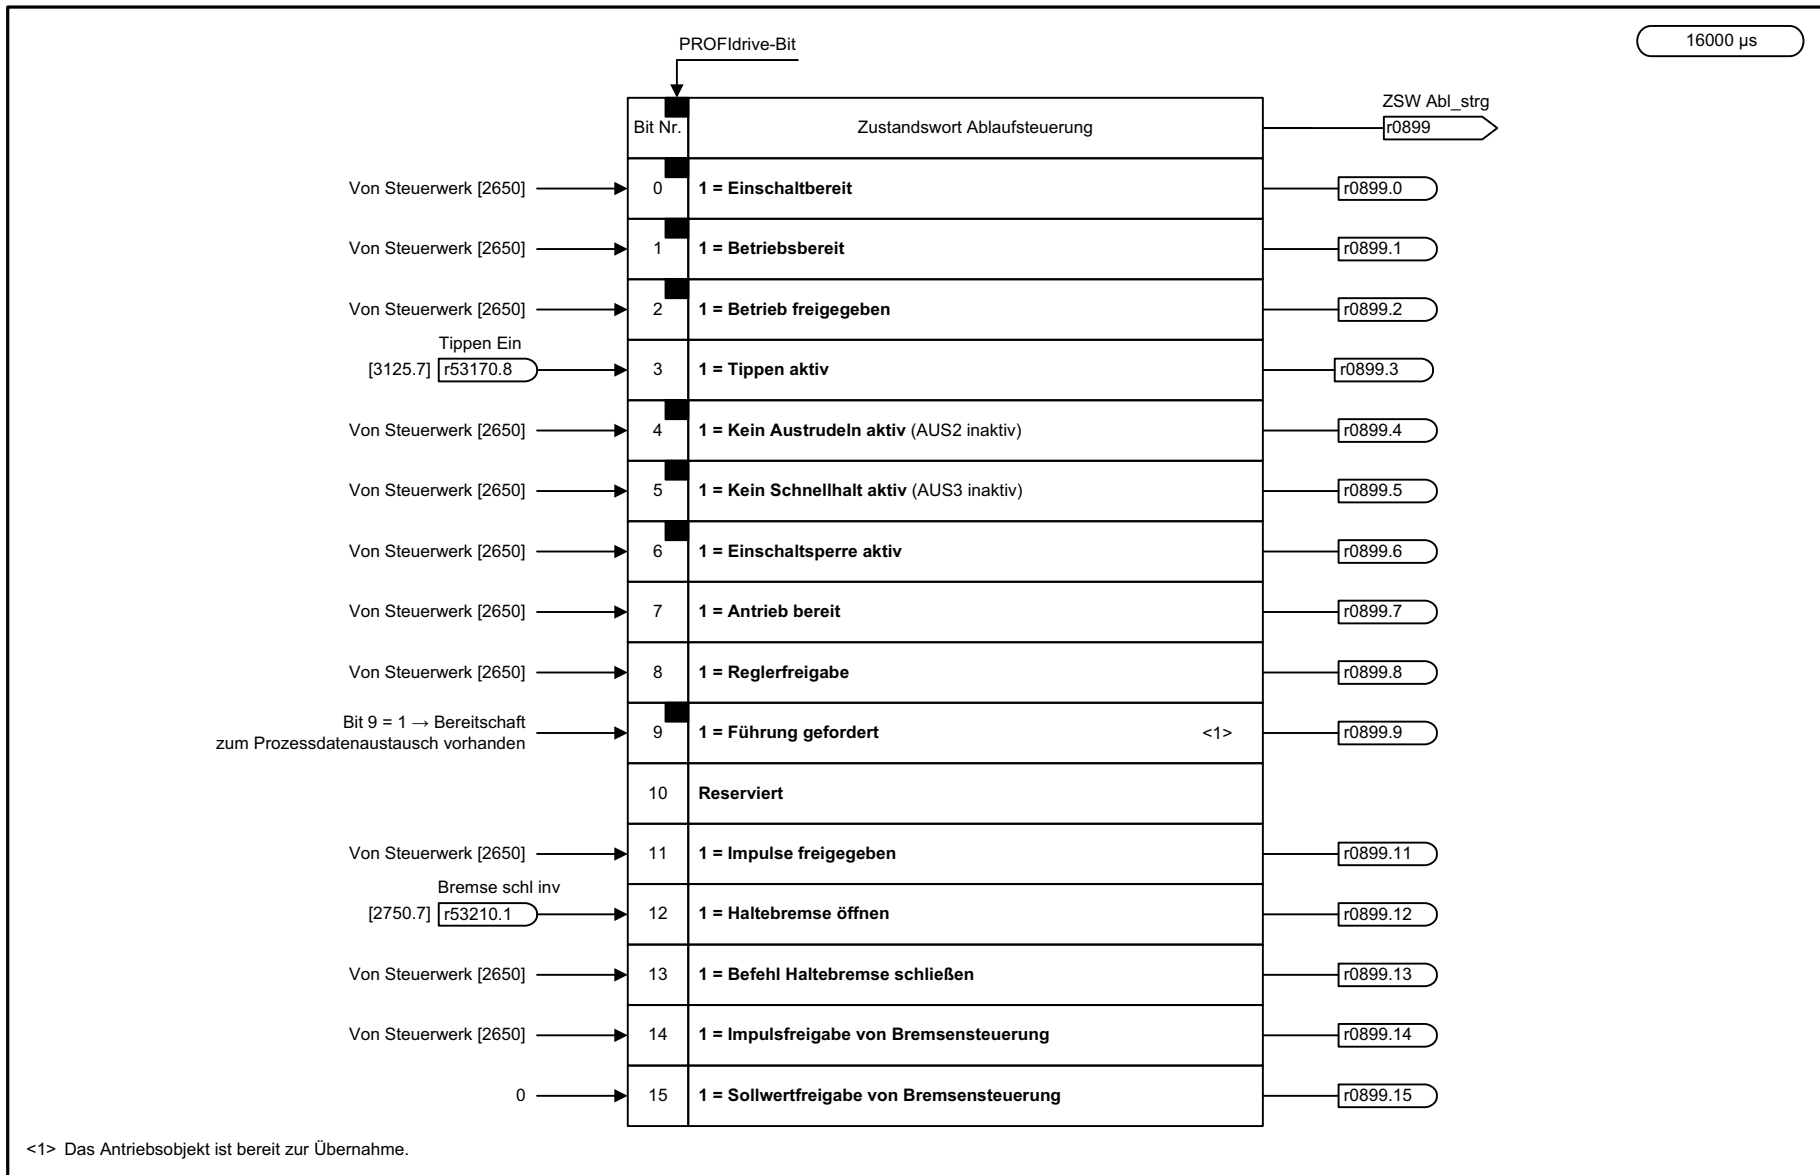 PROFIdrive-Bit
16000 µs
Bit Nr.
Zustandswort Ablaufsteuerung
ZSW Abl_strg
r0899
Von Steuerwerk [2650]
0
1 = Einschaltbereit
r0899.0
Von Steuerwerk [2650]
1
1 = Betriebsbereit
r0899.1
Von Steuerwerk [2650]
2
1 = Betrieb freigegeben
r0899.2
Tippen Ein
[3125.7] r53170.8
3
1 = Tippen aktiv
r0899.3
Von Steuerwerk [2650]
4
1 = Kein Austrudeln aktiv (AUS2 inaktiv)
r0899.4
Von Steuerwerk [2650]
5
1 = Kein Schnellhalt aktiv (AUS3 inaktiv)
r0899.5
Von Steuerwerk [2650]
6
1 = Einschaltsperre aktiv
r0899.6
Von Steuerwerk [2650]
7
1 = Antrieb bereit
r0899.7
Von Steuerwerk [2650]
8
1 = Reglerfreigabe
r0899.8
Bit 9 = 1 → Bereitschaft
zum Prozessdatenaustausch vorhanden
9
1 = Führung gefordert <1>
r0899.9
10
Reserviert
Von Steuerwerk [2650]
11
1 = Impulse freigegeben
r0899.11
Bremse schl inv
[2750.7] r53210.1
12
1 = Haltebremse öffnen
r0899.12
Von Steuerwerk [2650]
13
1 = Befehl Haltebremse schließen
r0899.13
Von Steuerwerk [2650]
14
1 = Impulsfreigabe von Bremsensteuerung
r0899.14
0
15
1 = Sollwertfreigabe von Bremsensteuerung
r0899.15
<1> Das Antriebsobjekt ist bereit zur Übernahme.